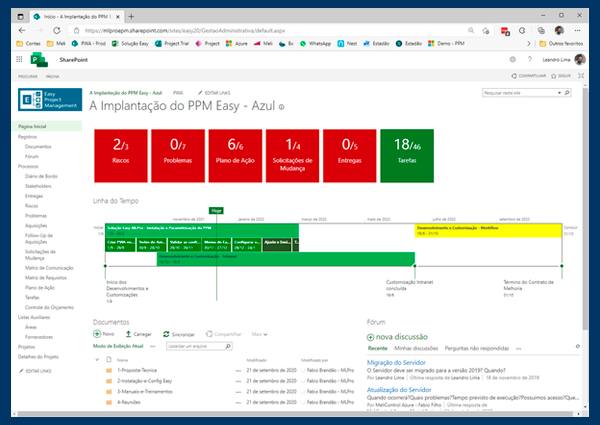 Início - A Implantação do PPM E
https://mlproepm.sharepoint.com/sites/easy20/GestaoAdministrativa/default.aspx
Contas Meli PWA - Prod Solução Easy Project Trial Project Azure Meli Bx WhatsApp Nest Estadão Estadão Demo - PPM Outros favoritos
SharePoint
Leandro Lima
PROCURAR PÁGINA
COMPARTILHAR SEGUIR
Easy Project Management
A Implantação do PPM Easy - Azul PWA EDITAR LINKS
Pesquisar neste site
A Implantação do PPM Easy - Azul
Página Inicial
Registros
Documentos
Fórum
Processos
Diário de Bordo
Stakeholders
Entregas
Riscos
Problemas
Aquisições
Follow-Up de Aquisições
Solicitações de Mudança
Matriz de Comunicação
Matriz de Requisitos
Plano de Ação
Tarefas
Controle do Orçamento
Listas Auxiliares
Áreas
Fornecedores
Projetos
Detalhes do Projeto
EDITAR LINKS
2/3
Riscos
0/7
Problemas
6/6
Plano de Ação
1/4
Solicitações de Mudança
0/5
Entregas
18/46
Tarefas
Linha do Tempo
Hoje
novembro de 2021 janeiro de 2022 março de 2022 maio de 2022 julho de 2022 setembro de 2022
Solução Easy MLPro - Instalação e Parametrização do PPM
Desenvolvimento e Customização - Workflow
Desenvolvimento e Customização - Intranet
Início dos Desenvolvimentos e Customizações
1/9
Customização Intranet concluída
Término do Contrato de Melhoria
Documentos
Novo Carregar Sincronizar Compartilhar Mais
Modo de Exibição Atual
Localizar um arquivo
Nome Modificado Modificado por
1-Proposta-Tecnica 21 de setembro de 2020 Fabio Brandão - MLPro
2-Instalação-e-Config Easy 21 de setembro de 2020 Fabio Brandão - MLPro
3-Manuais-e-Treinamentos 21 de setembro de 2020 Fabio Brandão - MLPro
4-Reuniões 21 de setembro de 2020 Fabio Brandão - MLPro
Fórum
nova discussão
Recente Minhas discussões Perguntas não respondidas
Migração do Servidor
O Servidor deve ser migrado para a versão 2019? Quando?
Por Leandro Lima | Última resposta de Leandro Lima | 18 de novembro de 2019
Atualização do Servidor
Quando ocorrerá?Quais problemas?Tempo previsto de execução?Possuimos acesso?Que...